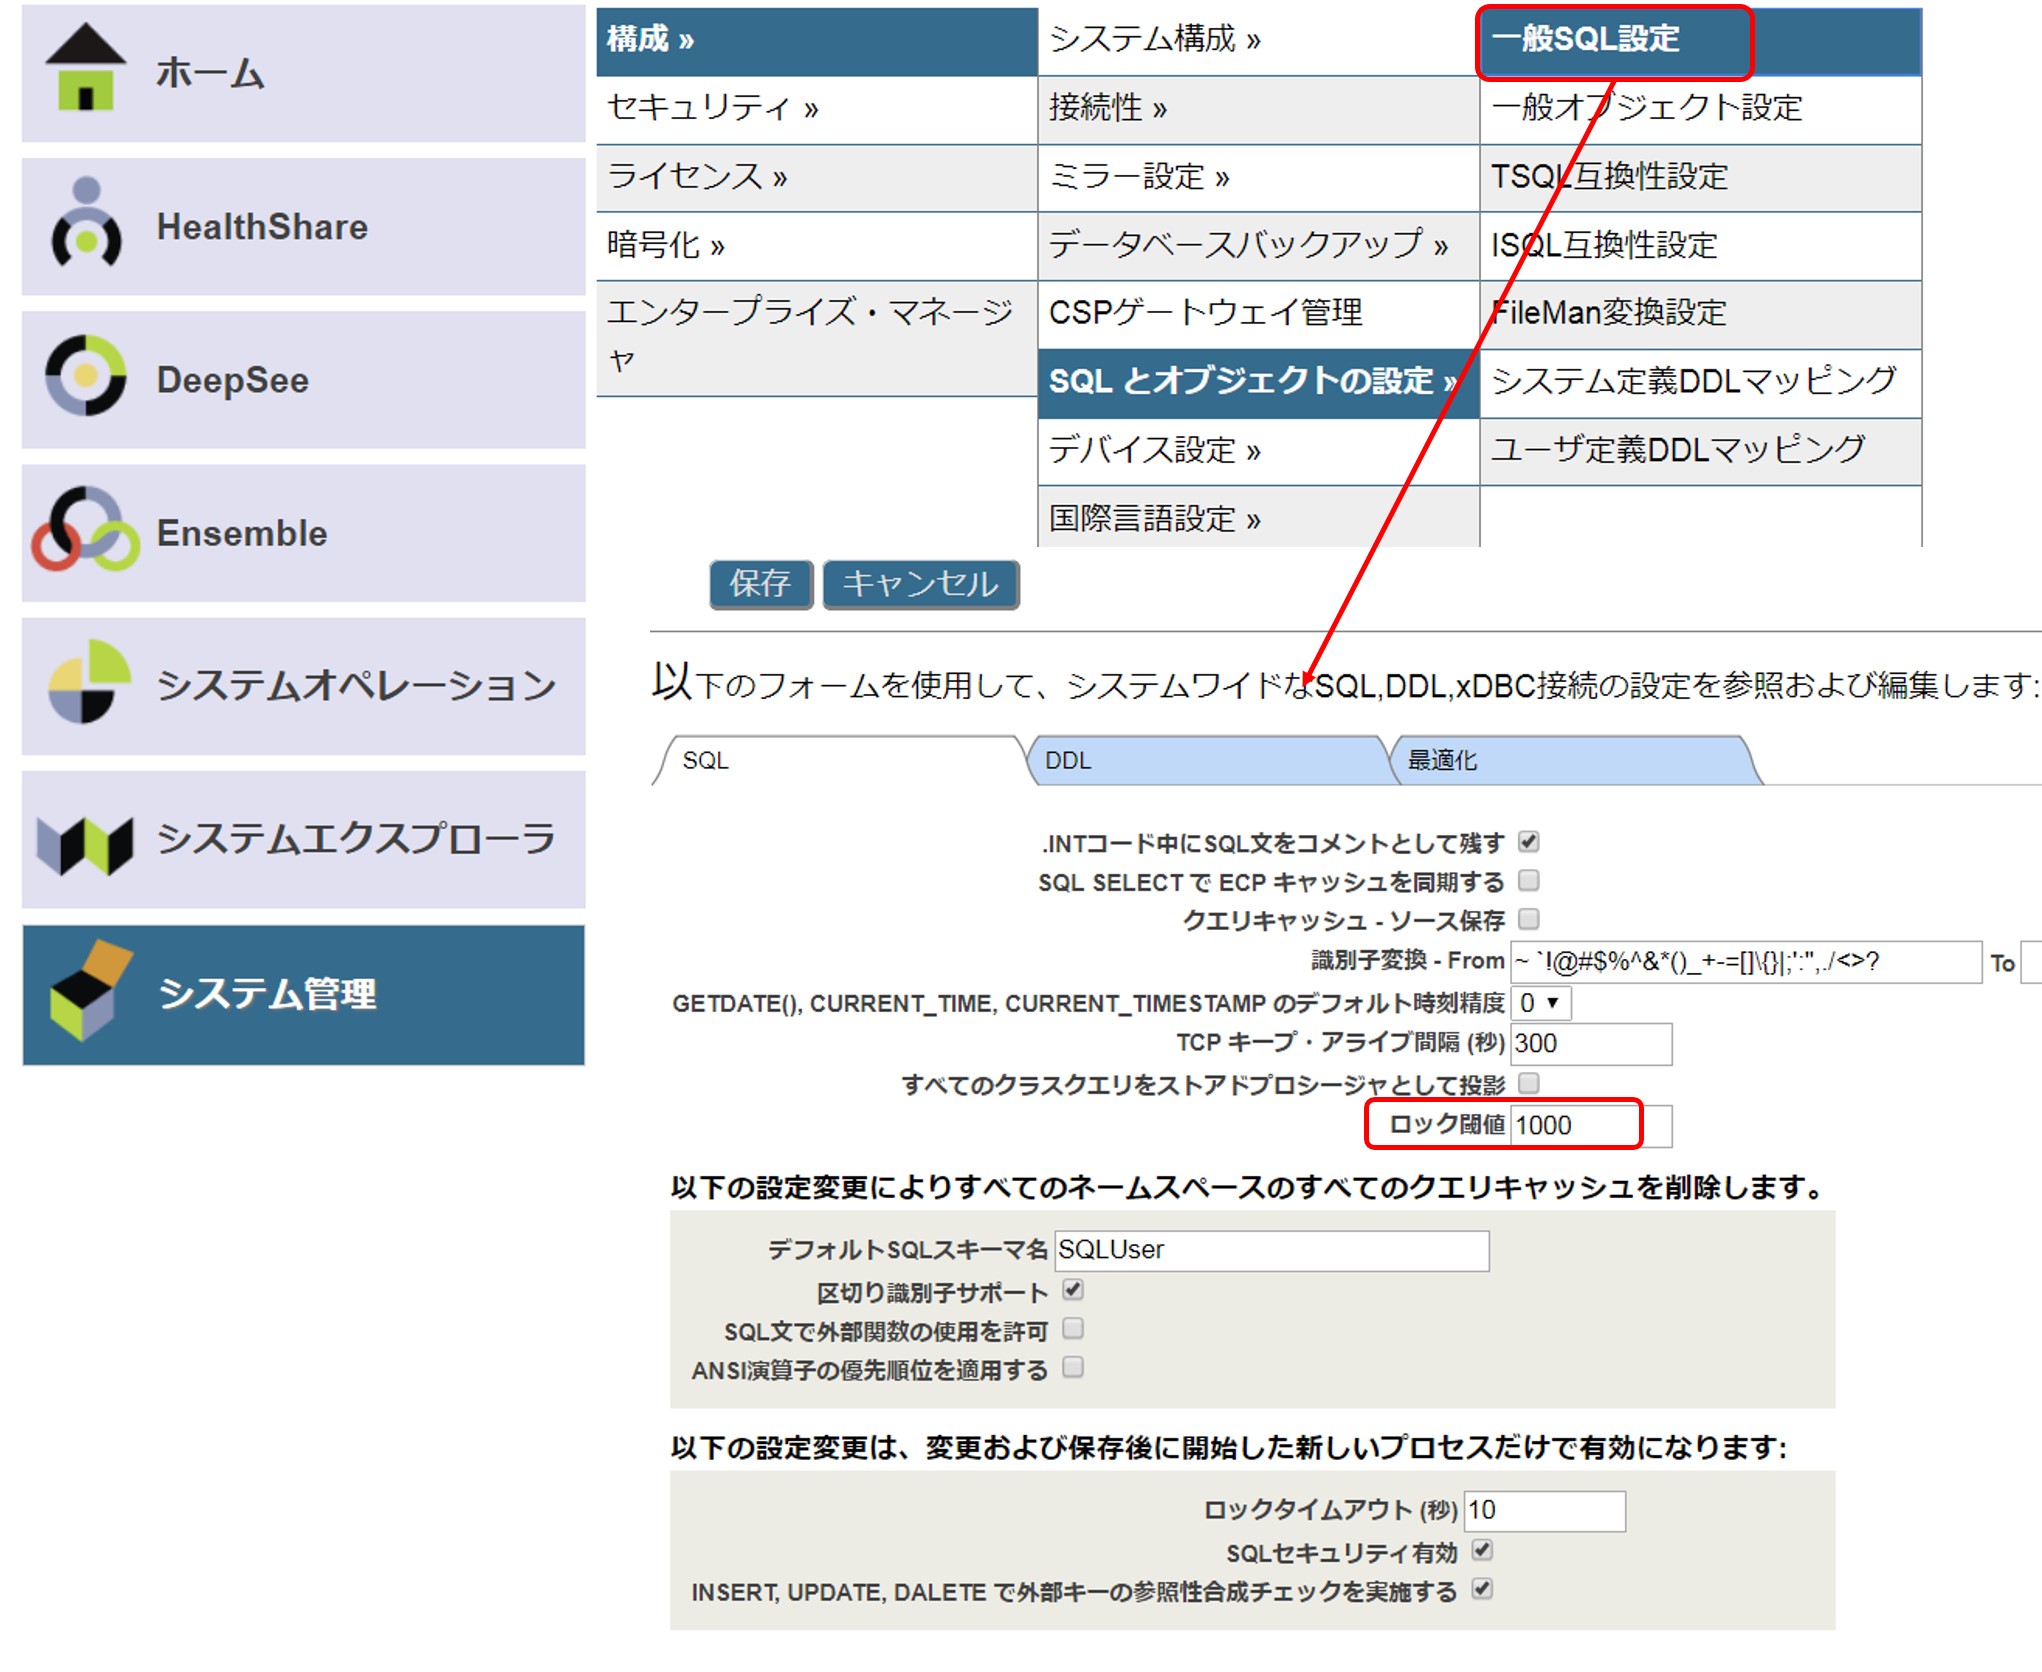 ホーム
HealthShare
DeepSee
Ensemble
システムオペレーション
システムエクスプローラ
システム管理
構成 »
セキュリティ »
ライセンス »
暗号化 »
エンタープライズ・マネージ
ャ
システム構成 »
接続性 »
ミラー設定 »
データベースバックアップ »
CSPゲートウェイ管理
SQL とオブジェクトの設定 »
デバイス設定 »
国際言語設定 »
一般SQL設定
一般オブジェクト設定
TSQL互換性設定
ISQL互換性設定
FileMan変換設定
システム定義DDLマッピング
ユーザ定義DDLマッピング
保存 キャンセル
以下のフォームを使用して、システムワイドなSQL,DDL,xDBC接続の設定を参照および編集します:
SQL DDL 最適化
.INTコード中にSQL文をコメントとして残す
SQL SELECT で ECP キャッシュを同期する
クエリキャッシュ - ソース保存
識別子変換 - From ~ `!@#$%^&*()_+-=[]\{}|;':",./<>? To
GETDATE(), CURRENT_TIME, CURRENT_TIMESTAMP のデフォルト時刻精度 0
TCP キープ・アライブ間隔 (秒) 300
すべてのクラスクエリをストアドプロシージャとして投影
ロック閾値 1000
以下の設定変更によりすべてのネームスペースのすべてのクエリキャッシュを削除します。
デフォルトSQLスキーマ名 SQLUser
区切り識別子サポート
SQL文で外部関数の使用を許可
ANSI演算子の優先順位を適用する
以下の設定変更は、変更および保存後に開始した新しいプロセスだけで有効になります:
ロックタイムアウト (秒) 10
SQLセキュリティ有効
INSERT, UPDATE, DALETE で外部キーの参照性合成チェックを実施する